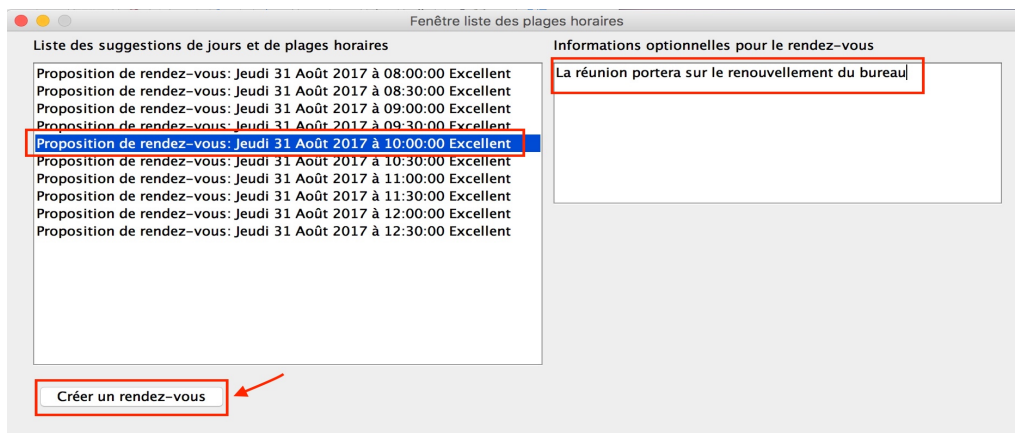 Fenêtre liste des plages horaires
Liste des suggestions de jours et de plages horaires
Proposition de rendez-vous: Jeudi 31 Août 2017 à 08:00:00 Excellent
Proposition de rendez-vous: Jeudi 31 Août 2017 à 08:30:00 Excellent
Proposition de rendez-vous: Jeudi 31 Août 2017 à 09:00:00 Excellent
Proposition de rendez-vous: Jeudi 31 Août 2017 à 09:30:00 Excellent
Proposition de rendez-vous: Jeudi 31 Août 2017 à 10:00:00 Excellent
Proposition de rendez-vous: Jeudi 31 Août 2017 à 10:30:00 Excellent
Proposition de rendez-vous: Jeudi 31 Août 2017 à 11:00:00 Excellent
Proposition de rendez-vous: Jeudi 31 Août 2017 à 11:30:00 Excellent
Proposition de rendez-vous: Jeudi 31 Août 2017 à 12:00:00 Excellent
Proposition de rendez-vous: Jeudi 31 Août 2017 à 12:30:00 Excellent
Informations optionnelles pour le rendez-vous
La réunion portera sur le renouvellement du bureau
Créer un rendez-vous